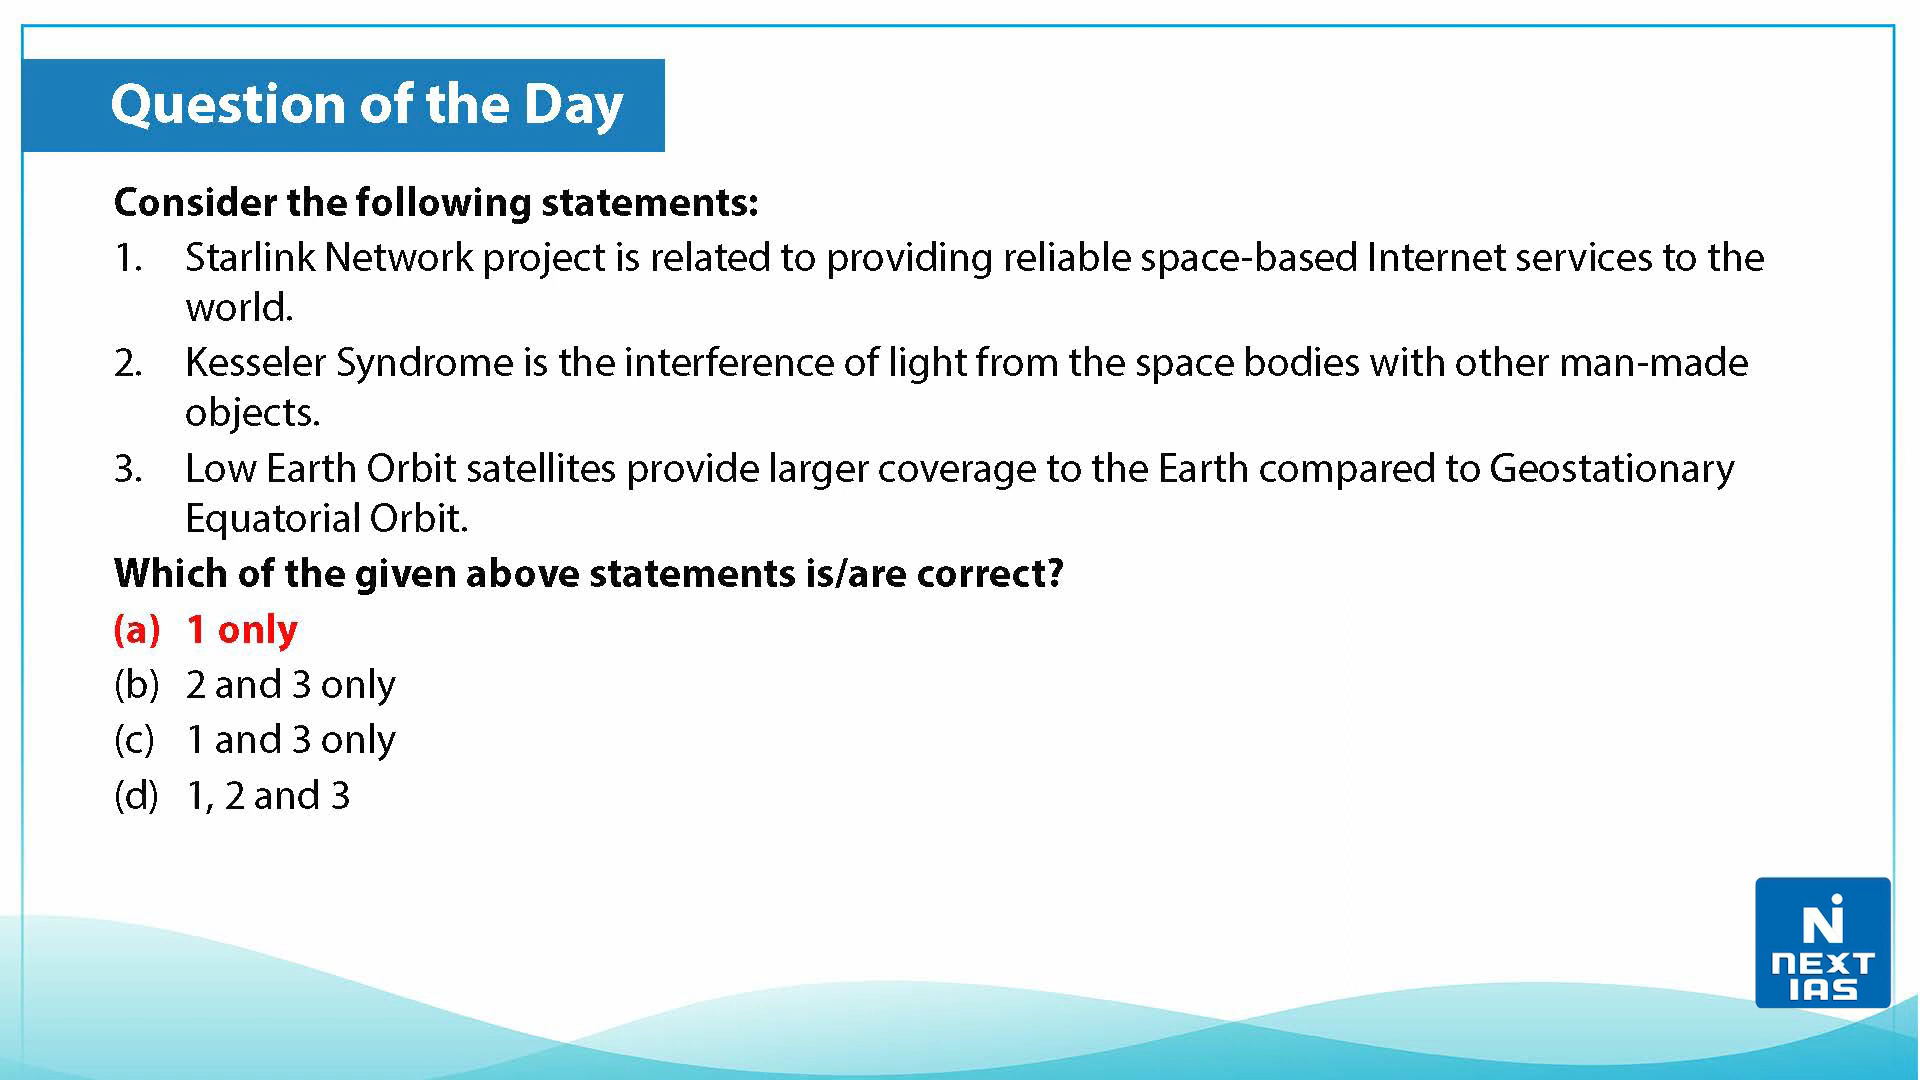 Question of the Day
Consider the following statements:
1. Starlink Network project is related to providing reliable space-based Internet services to the
world.
2. Kesseler Syndrome is the interference of light from the space bodies with other man-made
objects.
3. Low Earth Orbit satellites provide larger coverage to the Earth compared to Geostationary
Equatorial Orbit.
Which of the given above statements is/are correct?
(a) 1 only
(b) 2 and 3 only
(c) 1 and 3 only
(d) 1, 2 and 3
NEXT
IAS